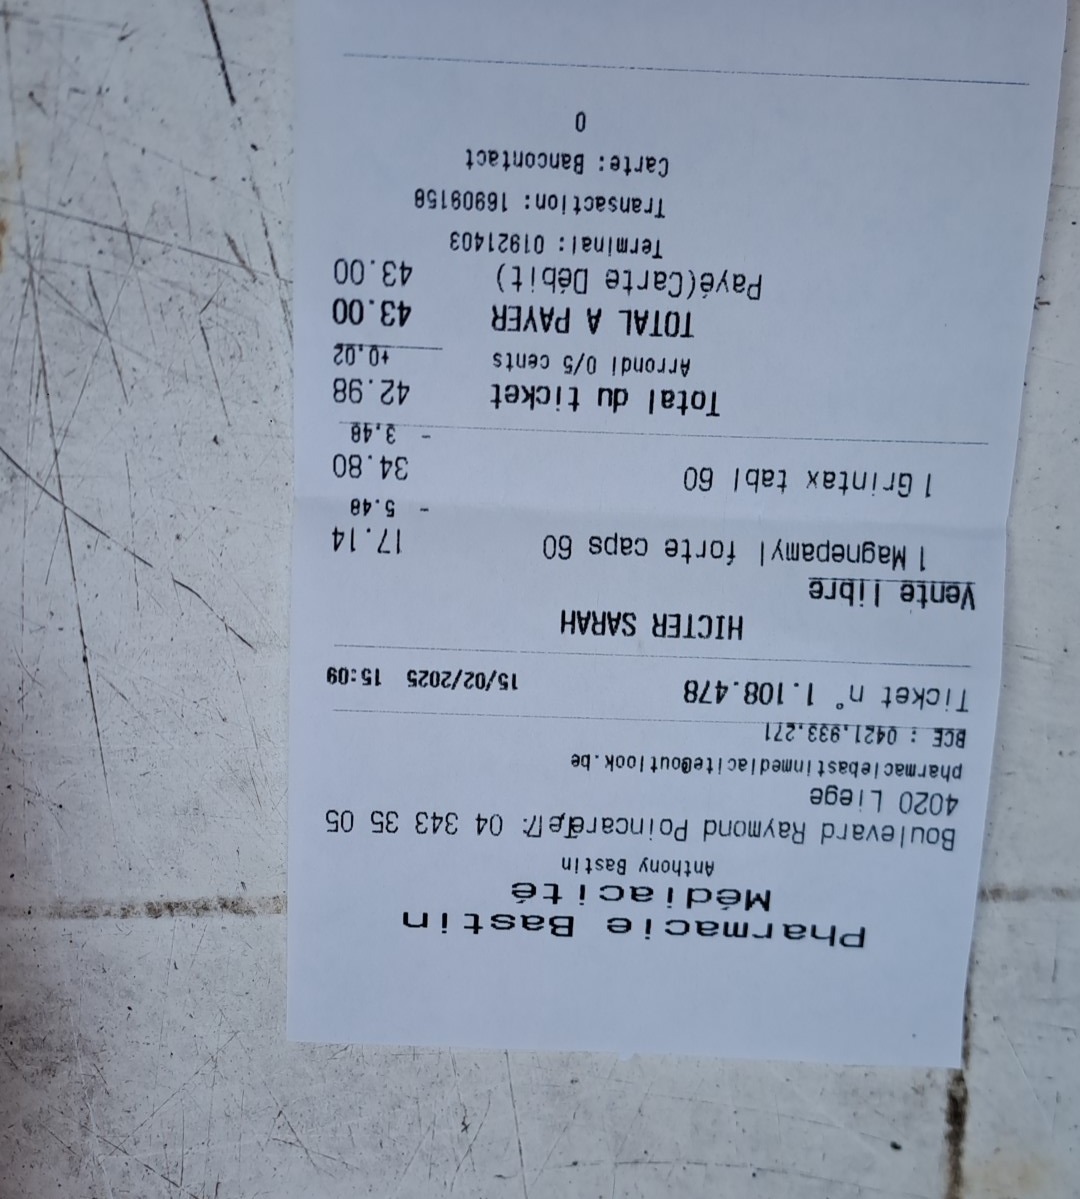 Pharmacie Bastin
Médiacité
Anthony Bastin
Boulevard Raymond Poincaré 04 343 35 05
4020 Liege
pharmaciebastinmediacite@outlook.be
BCE : 0421.933.271
Ticket n° 1.108.478 15/02/2025 15:09
HICTER SARAH
Vente libre
1 Magnepamyl forte caps 60 17.14
- 5.48
1 Grintax tabl 60 34.80
- 3.48
Total du ticket 42.98
Arrondi 0/5 cents +0.02
TOTAL A PAYER 43.00
Payé(Carte Débit) 43.00
Terminal: 01921403
Transaction: 16909158
Carte: Bancontact
0